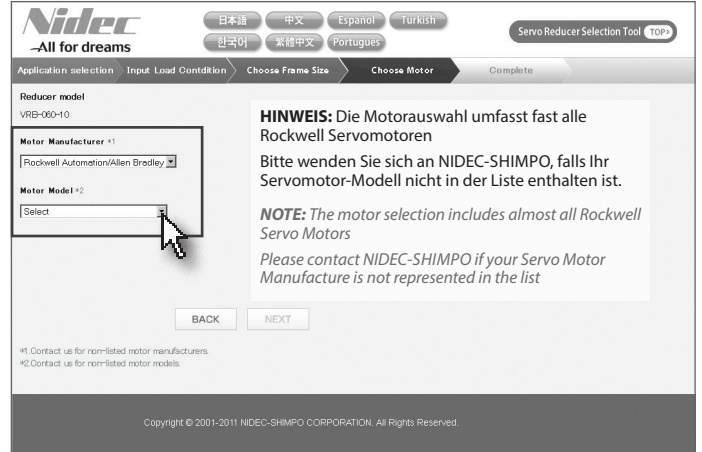 Nidec
-All for dreams
日本語 中文 Español Turkish
한국어 繁體中文 Portugues
Servo Reducer Selection Tool TOP>
Application selection Input Load Contdition Choose Frame Size Choose Motor Complete
Reducer model
VRB-060-10
Motor Manufacturer *1
Rockwell Automation/Allen Bradley
Motor Model *2
Select
HINWEIS: Die Motorauswahl umfasst fast alle
Rockwell Servomotoren
Bitte wenden Sie sich an NIDEC-SHIMPO, falls Ihr
Servomotor-Modell nicht in der Liste enthalten ist.
NOTE: The motor selection includes almost all Rockwell
Servo Motors
Please contact NIDEC-SHIMPO if your Servo Motor
Manufacture is not represented in the list
BACK NEXT
*1.Contact us for non-listed motor manufacturers.
*2.Contact us for non-listed motor models.
Copyright © 2001-2011 NIDEC-SHIMPO CORPORATION. All Rights Reserved.